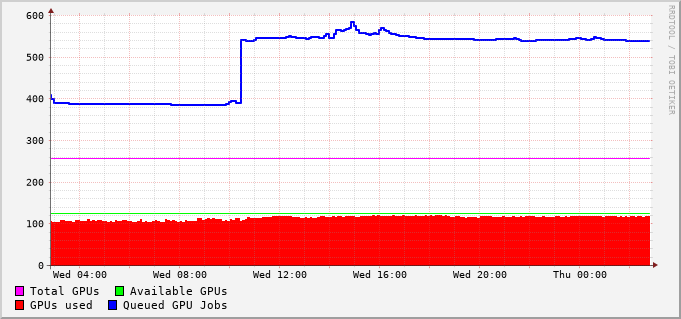 600
500
400
300
200
100
0
Wed 04:00 Wed 08:00 Wed 12:00 Wed 16:00 Wed 20:00 Thu 00:00
Total GPUs Available GPUs
GPUs used Queued GPU Jobs
RRDTOOL / TOBI OETIKER